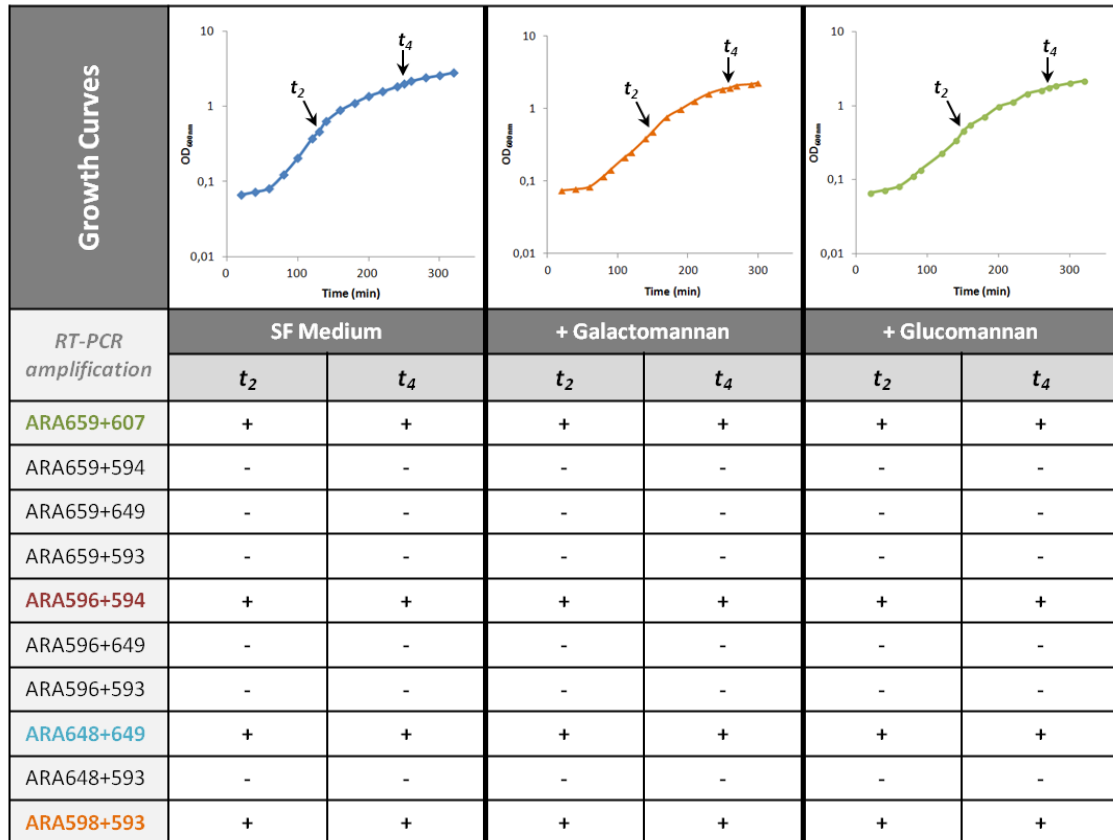 Growth Curves
10
1
0,1
0,01
OD600nm
0 100 200 300
Time (min)
t2
t4
10
1
0,1
0,01
OD600nm
0 100 200 300
Time (min)
t2
t4
10
1
0,1
0,01
OD600nm
0 100 200 300
Time (min)
t2
t4
RT-PCR
amplification
SF Medium + Galactomannan + Glucomannan
t2 t4 t2 t4 t2 t4
ARA659+607 + + + + + +
ARA659+594 - - - - - -
ARA659+649 - - - - - -
ARA659+593 - - - - - -
ARA596+594 + + + + + +
ARA596+649 - - - - - -
ARA596+593 - - - - - -
ARA648+649 + + + + + +
ARA648+593 - - - - - -
ARA598+593 + + + + + +